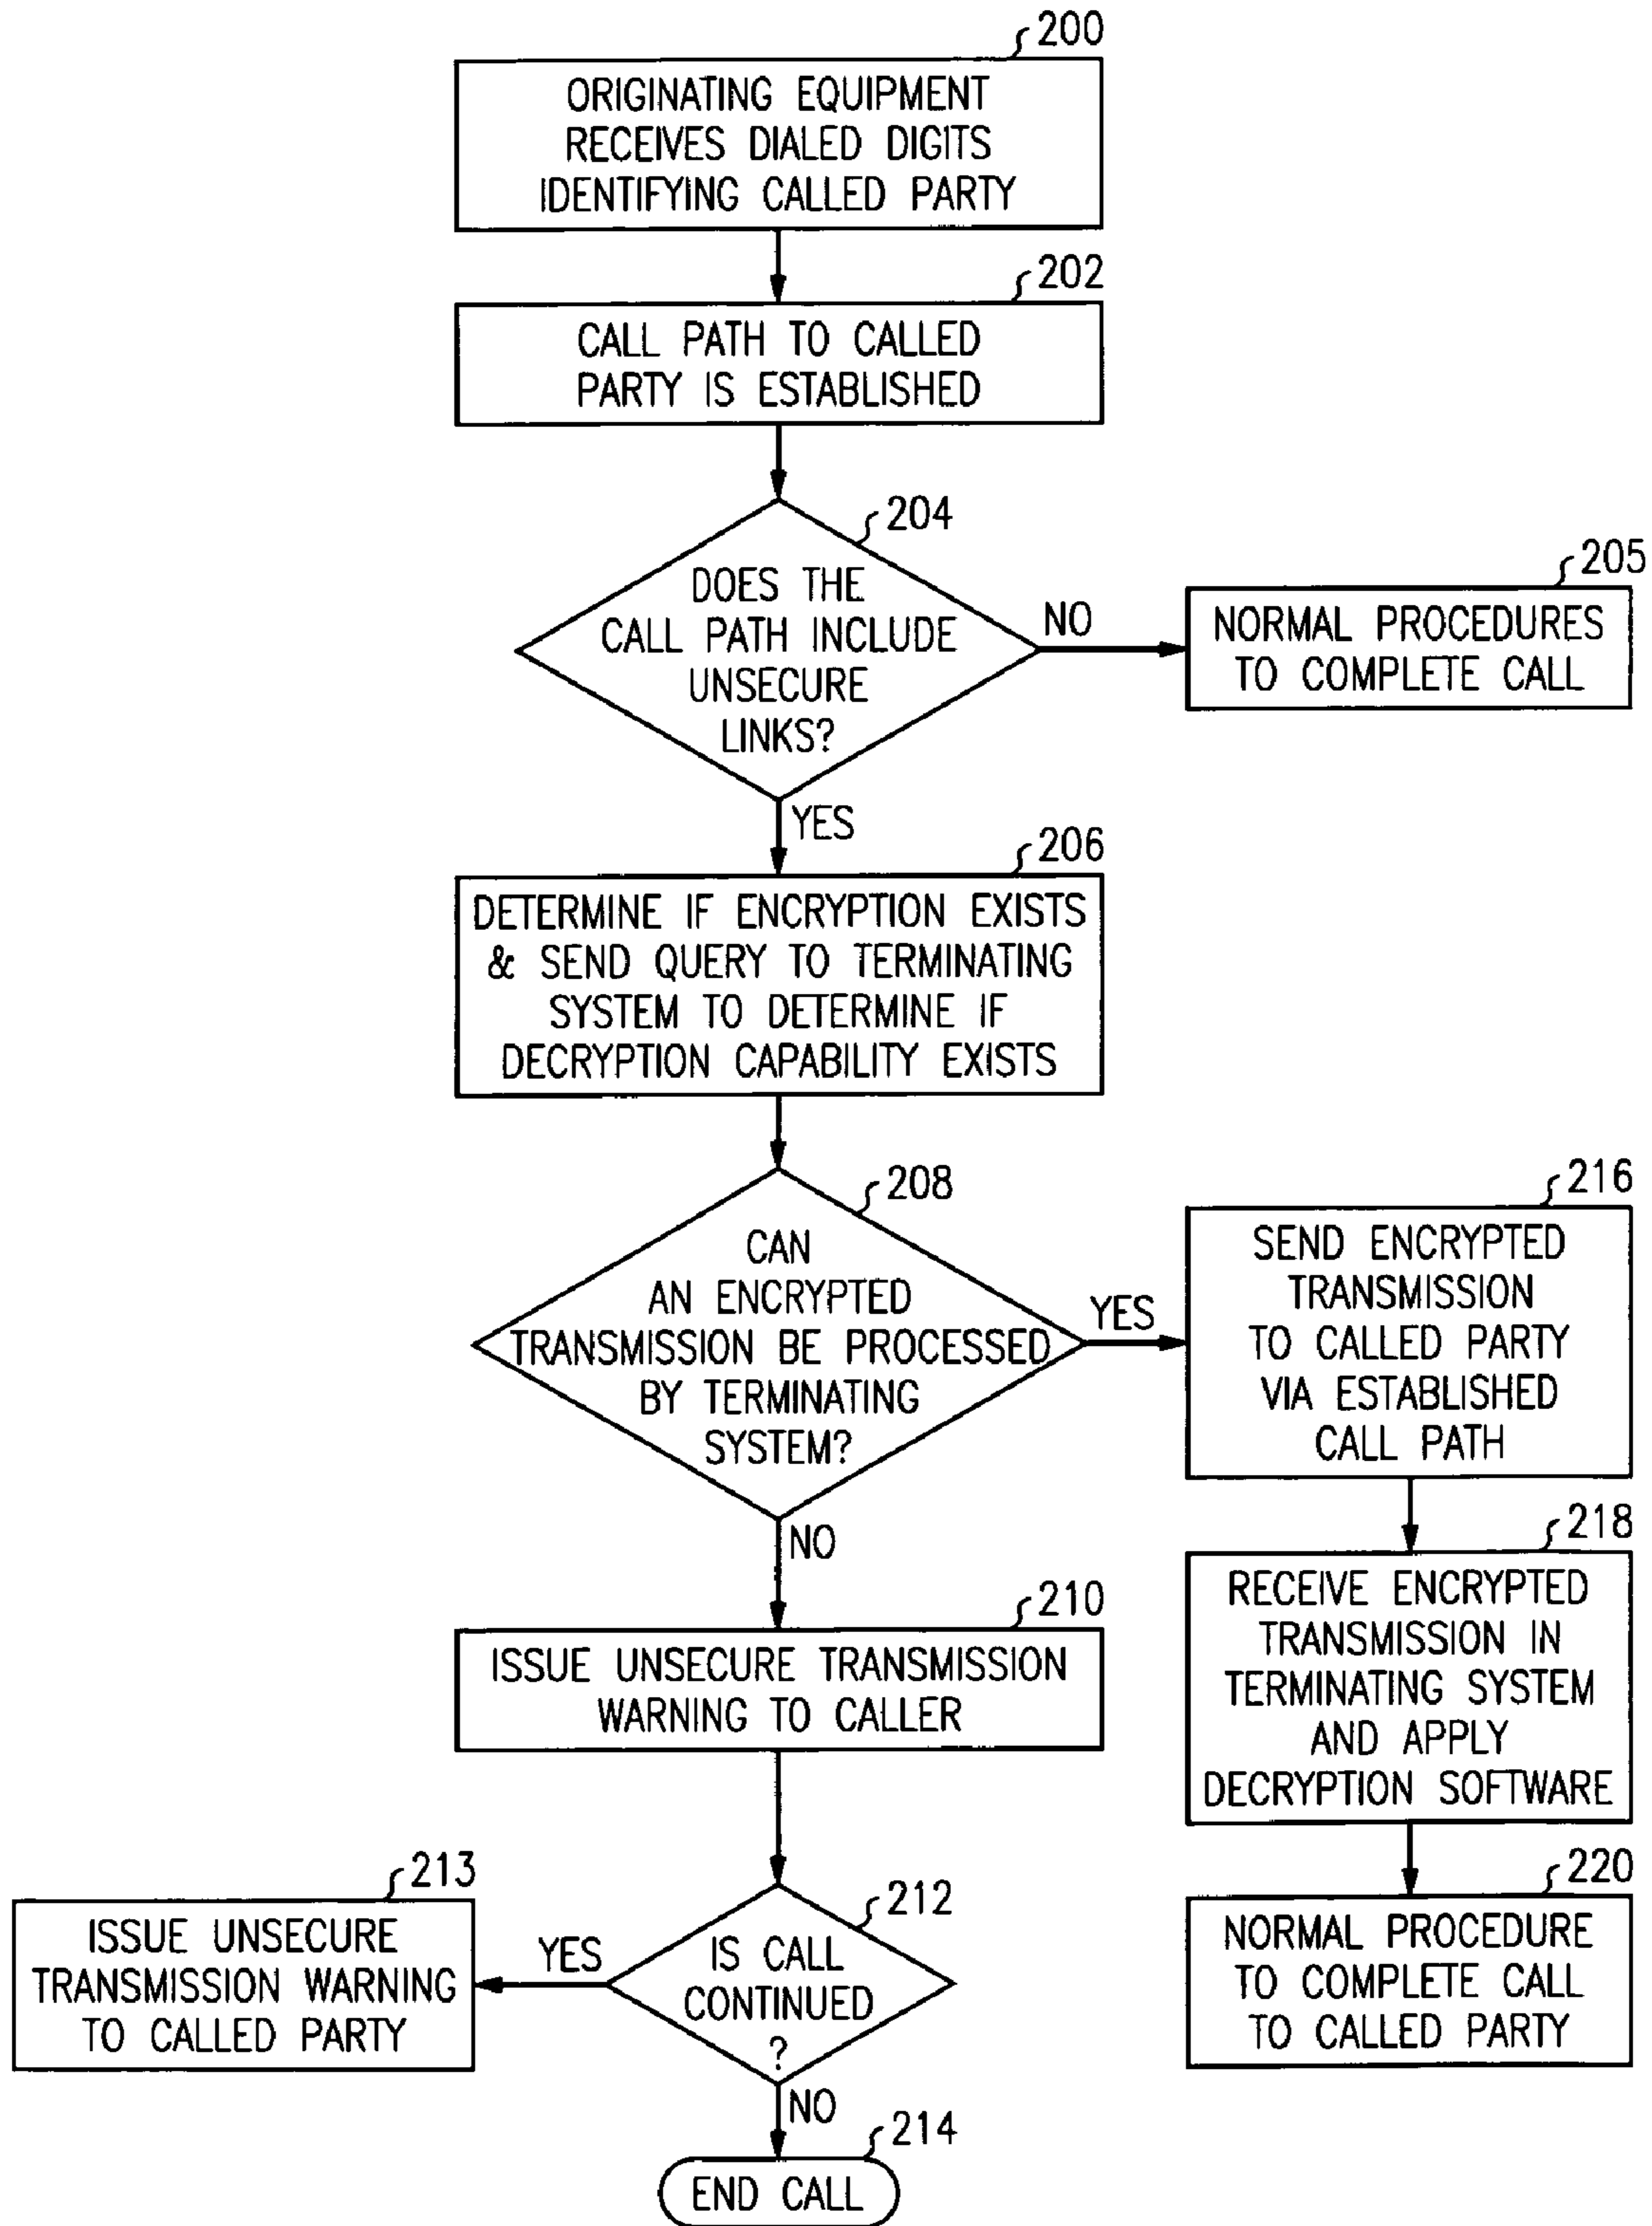 200
ORIGINATING EQUIPMENT
RECEIVES DIALED DIGITS
IDENTIFYING CALLED PARTY
202
CALL PATH TO CALLED
PARTY IS ESTABLISHED
204
DOES THE
CALL PATH INCLUDE
UNSECURE
LINKS?
NO
205
NORMAL PROCEDURES
TO COMPLETE CALL
YES
206
DETERMINE IF ENCRYPTION EXISTS
& SEND QUERY TO TERMINATING
SYSTEM TO DETERMINE IF
DECRYPTION CAPABILITY EXISTS
208
CAN
AN ENCRYPTED
TRANSMISSION BE PROCESSED
BY TERMINATING
SYSTEM?
YES
216
SEND ENCRYPTED
TRANSMISSION
TO CALLED PARTY
VIA ESTABLISHED
CALL PATH
218
RECEIVE ENCRYPTED
TRANSMISSION IN
TERMINATING SYSTEM
AND APPLY
DECRYPTION SOFTWARE
220
NORMAL PROCEDURE
TO COMPLETE CALL
TO CALLED PARTY
NO
210
ISSUE UNSECURE TRANSMISSION
WARNING TO CALLER
212
IS CALL
CONTINUED
?
YES
213
ISSUE UNSECURE
TRANSMISSION WARNING
TO CALLED PARTY
NO
214
END CALL